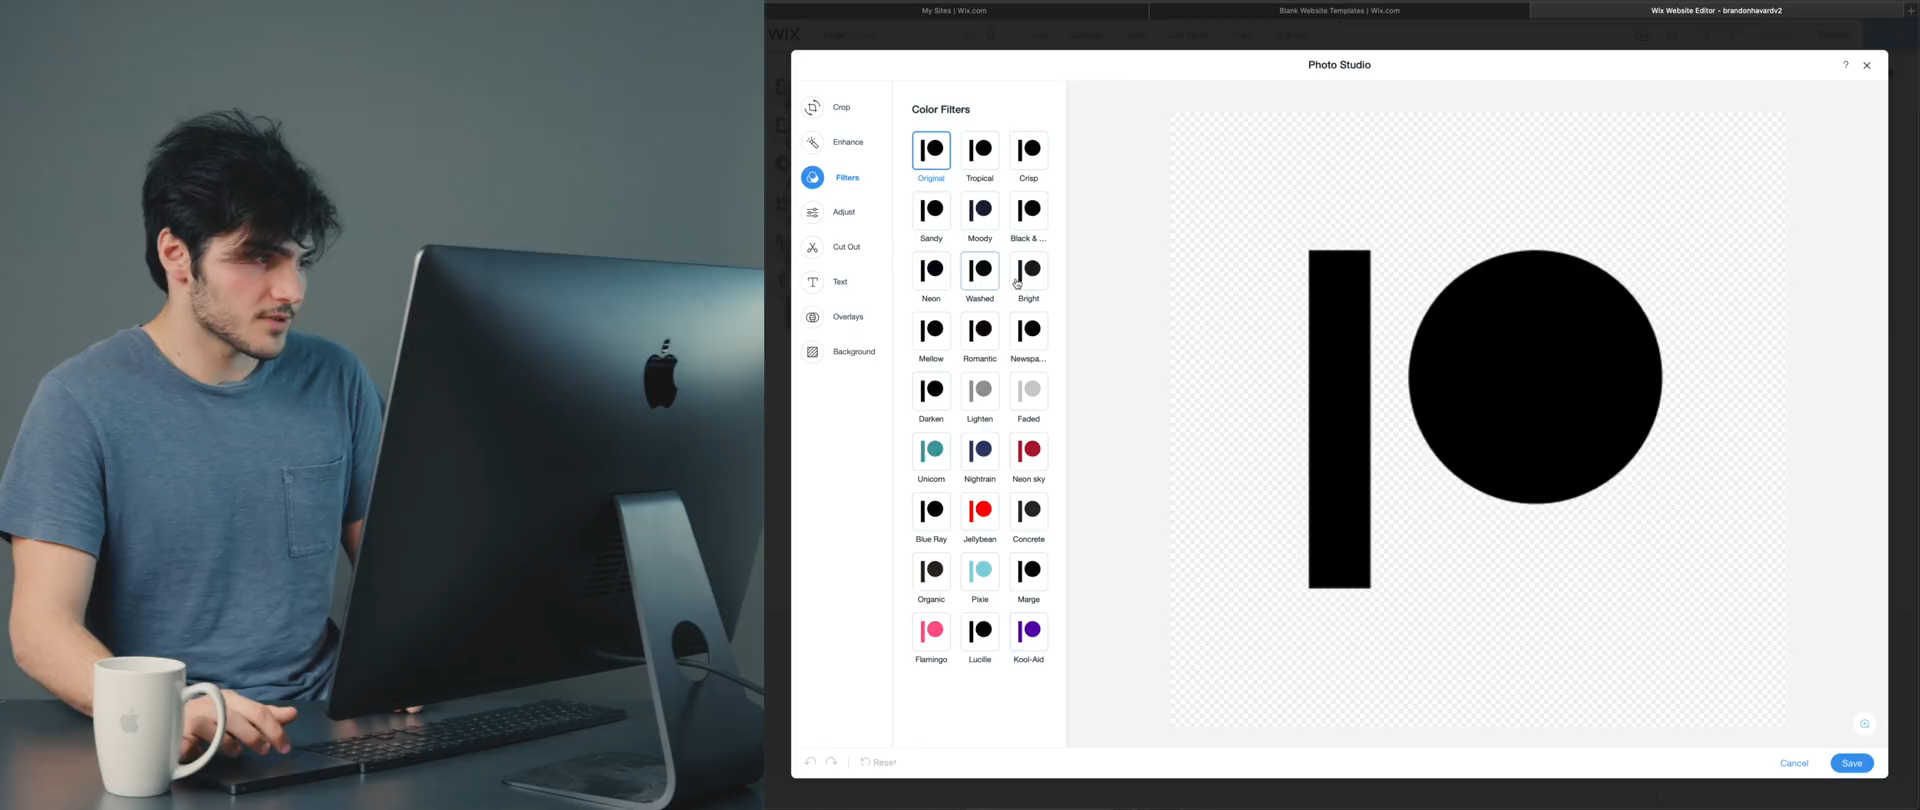 My Sites | Wix.com
Blank Website Templates | Wix.com
Wix Website Editor - brandonhavardv2
+
WiX
Page
Photo Studio
?
Crop
Enhance
Filters
Adjust
Cut Out
Text
Overlays
Background
Color Filters
Original
Tropical
Crisp
Sandy
Moody
Black & ...
Neon
Washed
Bright
Mellow
Romantic
Newspa...
Darken
Lighten
Faded
Unicorn
Nightrain
Neon sky
Blue Ray
Jellybean
Concrete
Organic
Pixie
Marge
Flamingo
Lucille
Kool-Aid
Reset
Cancel
Save